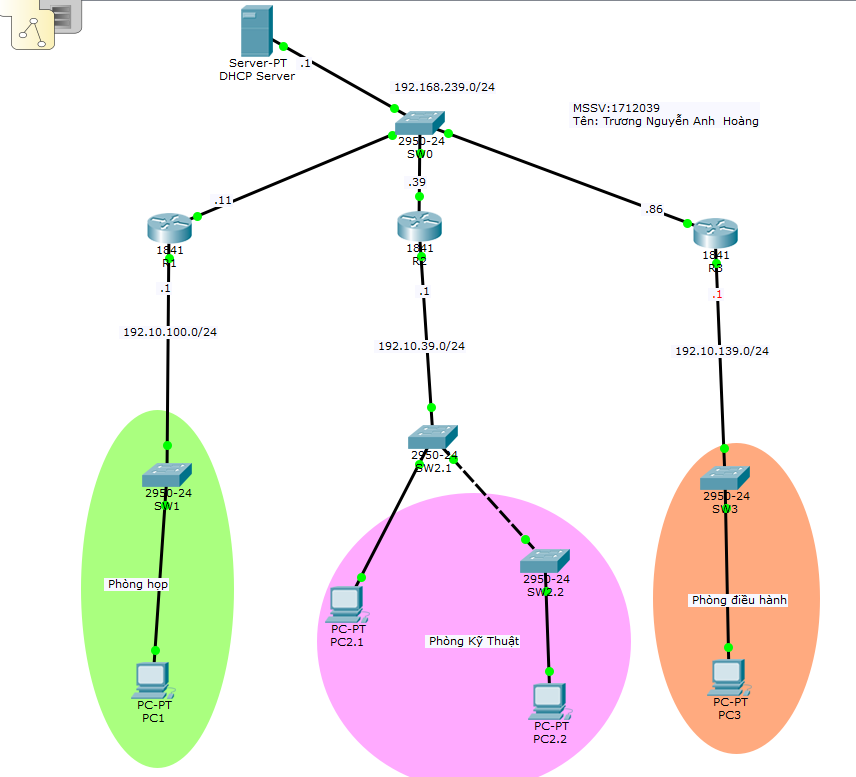 Server-PT
DHCP Server
.1
192.168.239.0/24
MSSV:1712039
Tên: Trương Nguyễn Anh  Hoàng
2950-24
SW0
.11
.39
.86
1841
R1
1841
R2
1841
R3
.1
.1
.1
192.10.100.0/24
192.10.39.0/24
192.10.139.0/24
2950-24
SW1
2950-24
SW2.1
2950-24
SW3
2950-24
SW2.2
Phòng họp
Phòng Kỹ Thuật
Phòng điều hành
PC-PT
PC1
PC-PT
PC2.1
PC-PT
PC2.2
PC-PT
PC3